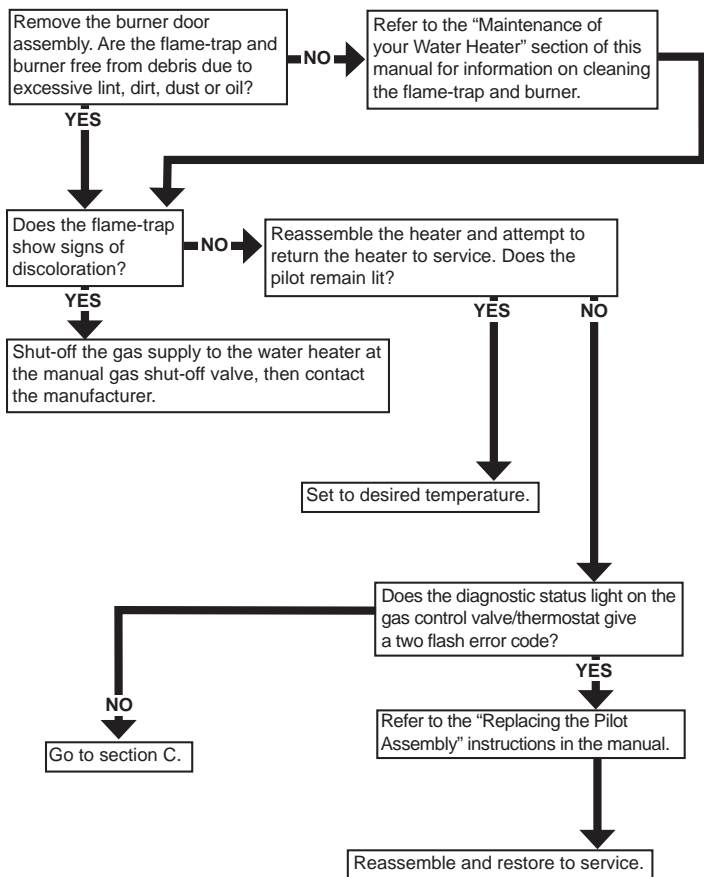 Remove the burner door
assembly. Are the flame-trap and
burner free from debris due to
excessive lint, dirt, dust or oil?
NO
Refer to the “Maintenance of
your Water Heater” section of this
manual for information on cleaning
the flame-trap and burner.
YES
Does the flame-trap
show signs of
discoloration?
NO
Reassemble the heater and attempt to
return the heater to service. Does the
pilot remain lit?
YES
Shut-off the gas supply to the water heater at
the manual gas shut-off valve, then contact
the manufacturer.
YES
NO
Set to desired temperature.
Does the diagnostic status light on the
gas control valve/thermostat give
a two flash error code?
NO
YES
Go to section C.
Refer to the “Replacing the Pilot
Assembly” instructions in the manual.
Reassemble and restore to service.